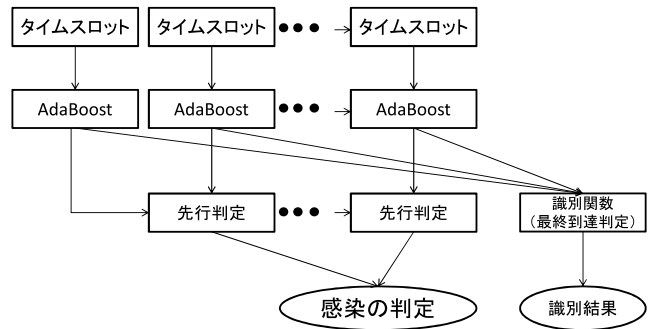 タイムスロット
タイムスロット
●●●
タイムスロット
AdaBoost
AdaBoost
●●●
AdaBoost
先行判定
●●●
先行判定
識別関数
（最終到達判定）
感染の判定
識別結果